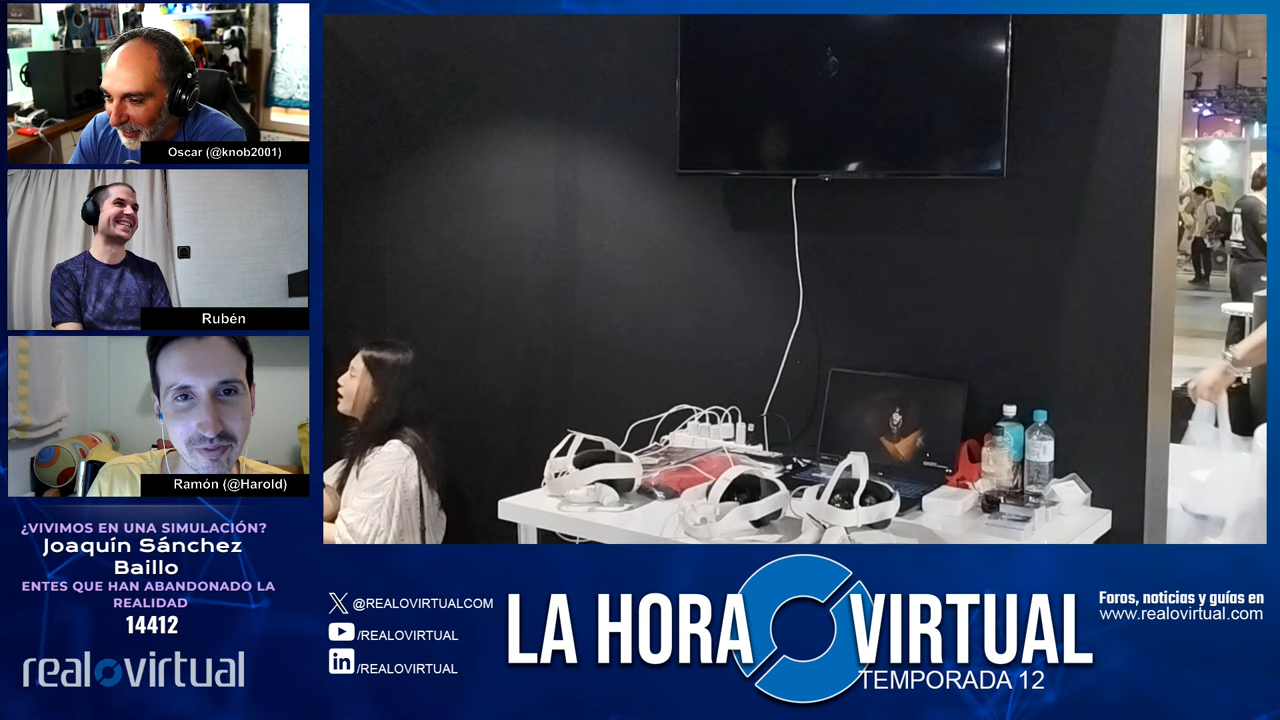 Oscar (@knob2001)
Rubén
Ramón (@Harold)
¿VIVIMOS EN UNA SIMULACIÓN?
Joaquín Sánchez
Baillo
ENTES QUE HAN ABANDONADO LA
REALIDAD
14412
realovirtual
@REALOVIRTUALCOM
/REALOVIRTUAL
/REALOVIRTUAL
LA HORA VIRTUAL
TEMPORADA 12
Foros, noticias y guías en
www.realovirtual.com